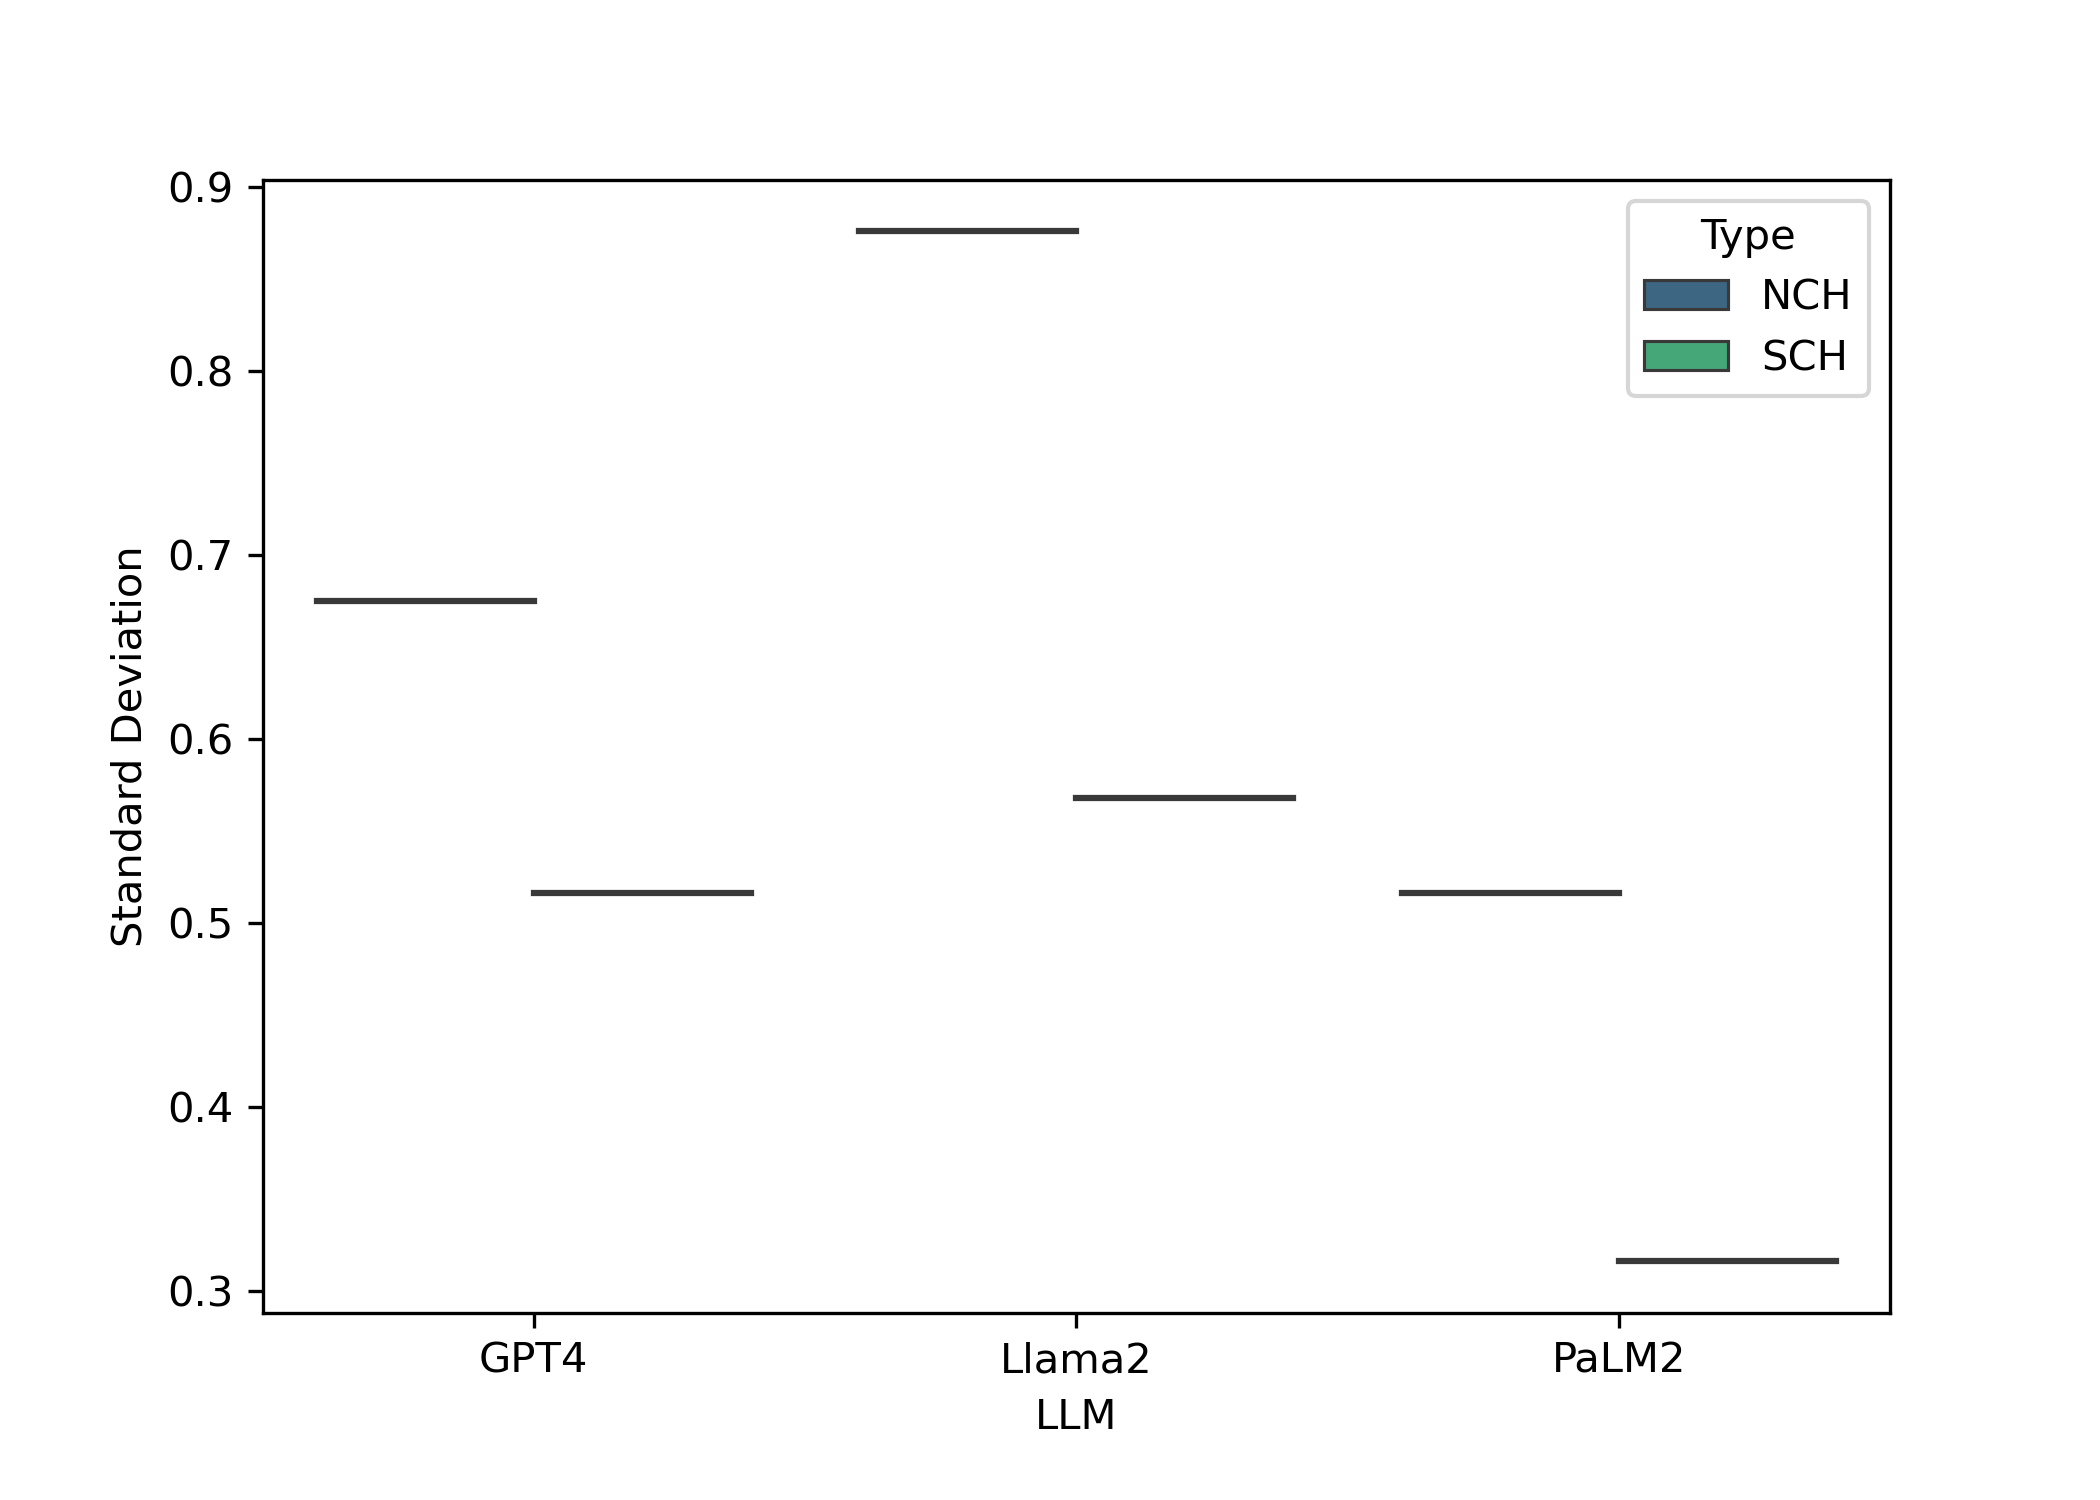 0.9
0.8
0.7
0.6
0.5
0.4
0.3
Standard Deviation
Type
NCH
SCH
GPT4
Llama2
PaLM2
LLM